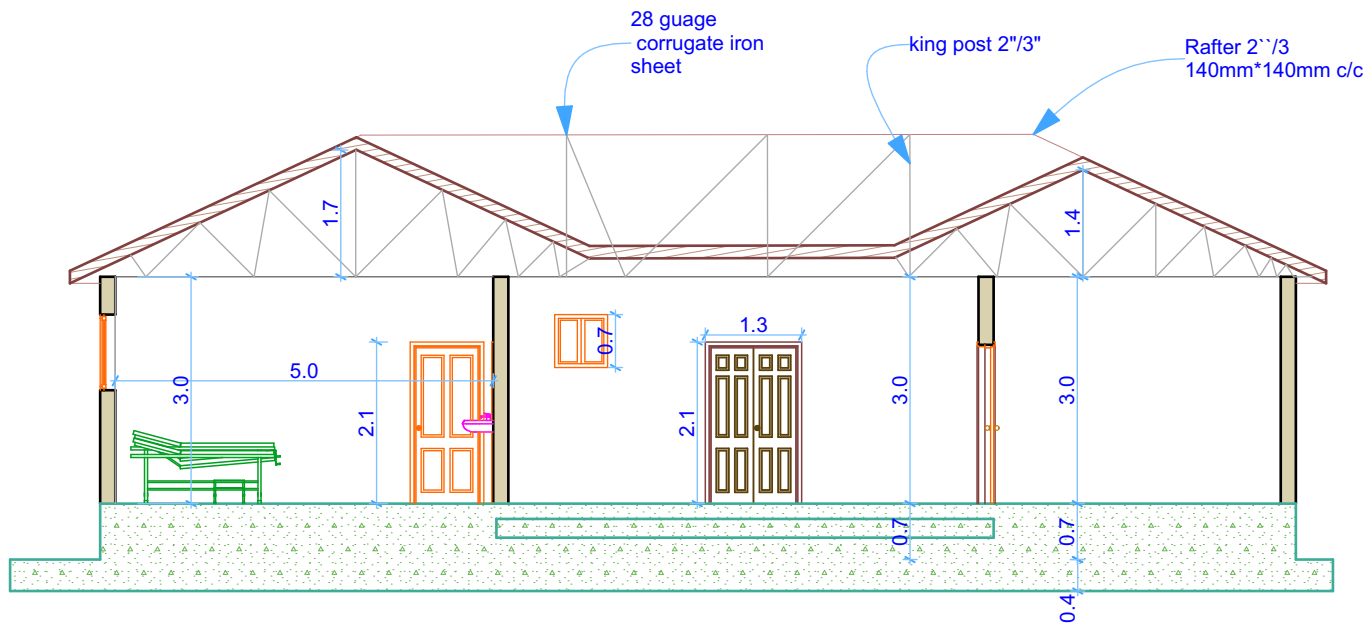 28 guage
corrugate iron
sheet
king post 2"/3"
Rafter 2``/3
140mm*140mm c/c
1.7
1.4
5.0
3.0
2.1
0.7
1.3
2.1
3.0
3.0
0.7
0.7
0.4